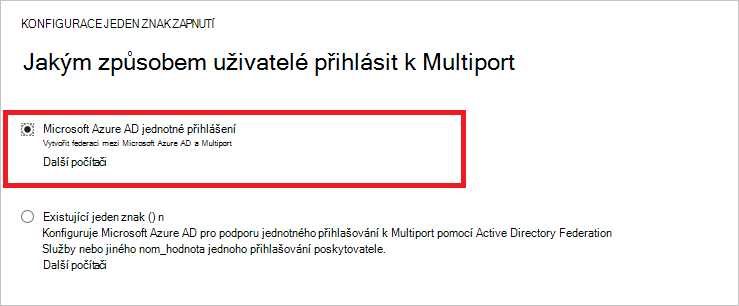 KONFIGURACE JEDEN ZNAK ZAPNUTÍ
Jakým způsobem uživatelé přihlásit k Multiport
Microsoft Azure AD jednotné přihlášení
Vytvořit federaci mezi Microsoft Azure AD a Multiport
Další počítači
Existující jeden znak () n
Konfiguruje Microsoft Azure AD pro podporu jednotného přihlašování k Multiport pomocí Active Directory Federation
Služby nebo jiného nom_hodnota jednoho přihlašování poskytovatele.
Další počítači